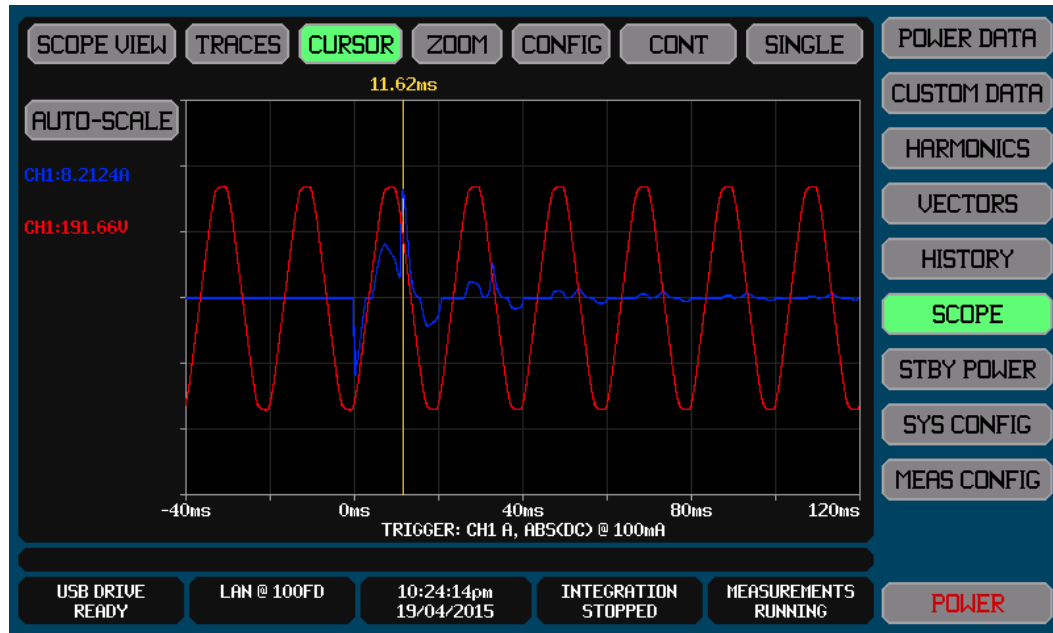 SCOPE VIEW TRACES CURSOR ZOOM CONFIG CONT SINGLE
POWER DATA
11.62ms
AUTO-SCALE
CUSTOM DATA
HARMONICS
CH1:8.2124A
CH1:191.66V
VECTORS
HISTORY
SCOPE
STBY POWER
SYS CONFIG
MEAS CONFIG
-40ms 0ms 40ms 80ms 120ms
TRIGGER: CH1 A, ABS(DC) @ 100mA
USB DRIVE
READY
LAN @ 100FD
10:24:14pm
19/04/2015
INTEGRATION
STOPPED
MEASUREMENTS
RUNNING
POWER